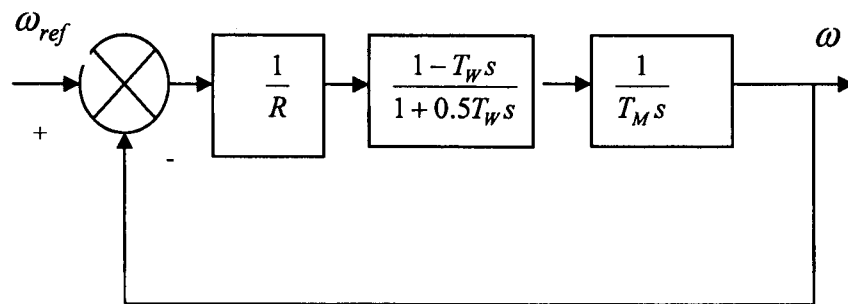 ω_ref
+
-
1/R
(1 − T_W s)/(1 + 0.5T_W s)
1/(T_M s)
ω